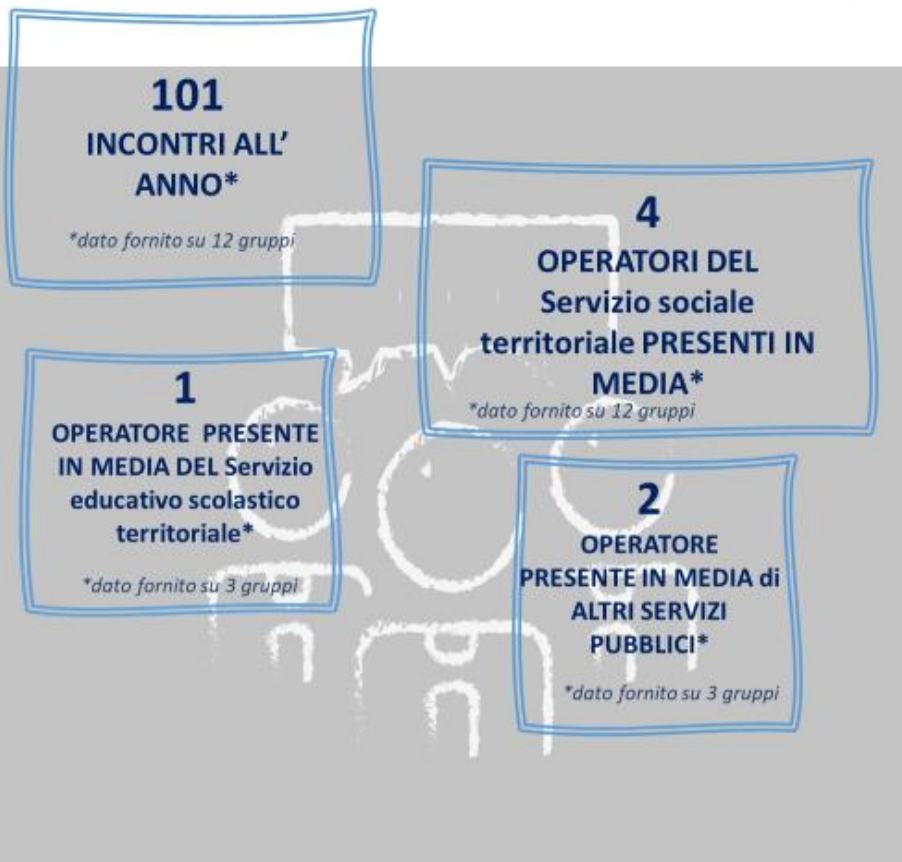 101
INCONTRI ALL'
ANNO*
*dato fornito su 12 gruppi
4
OPERATORI DEL
Servizio sociale
territoriale PRESENTI IN
MEDIA*
*dato fornito su 12 gruppi
1
OPERATORE PRESENTE
IN MEDIA DEL Servizio
educativo scolastico
territoriale*
*dato fornito su 3 gruppi
2
OPERATORE
PRESENTE IN MEDIA di
ALTRI SERVIZI
PUBBLICI*
*dato fornito su 3 gruppi